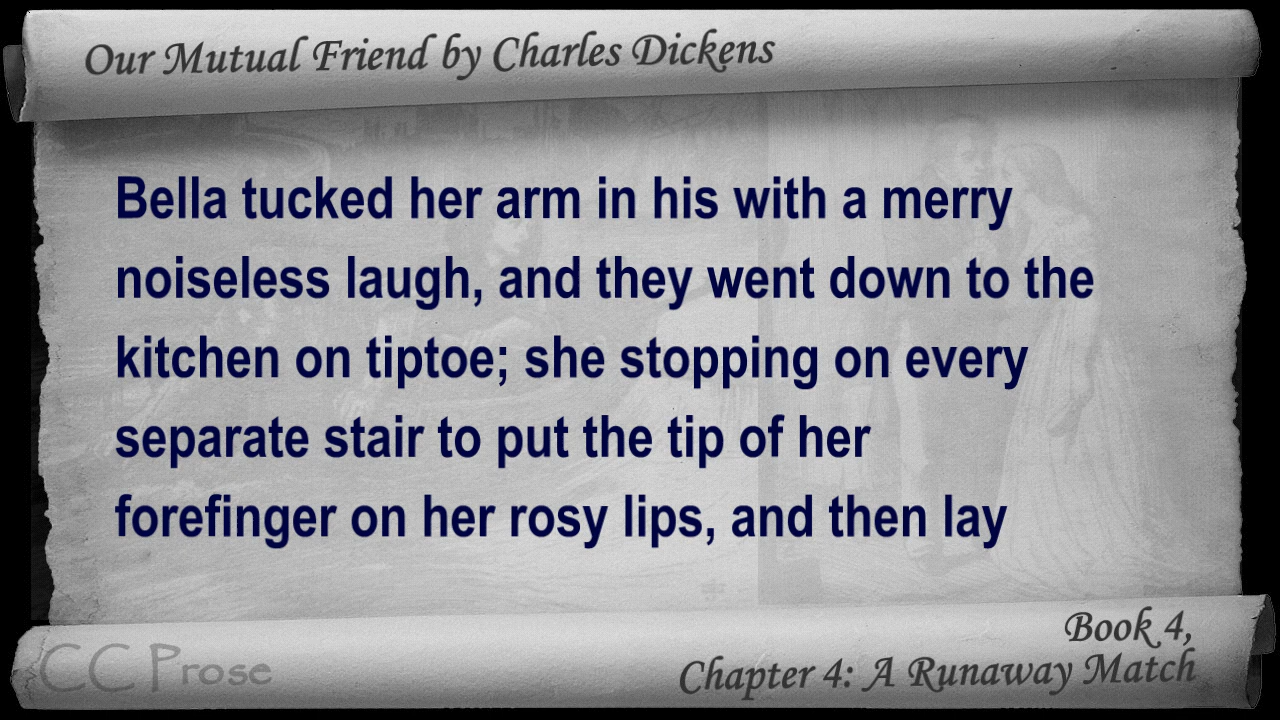 Our Mutual Friend by Charles Dickens
Bella tucked her arm in his with a merry
noiseless laugh, and they went down to the
kitchen on tiptoe; she stopping on every
separate stair to put the tip of her
forefinger on her rosy lips, and then lay
Book 4,
Chapter 4: A Runaway Match
CC Prose